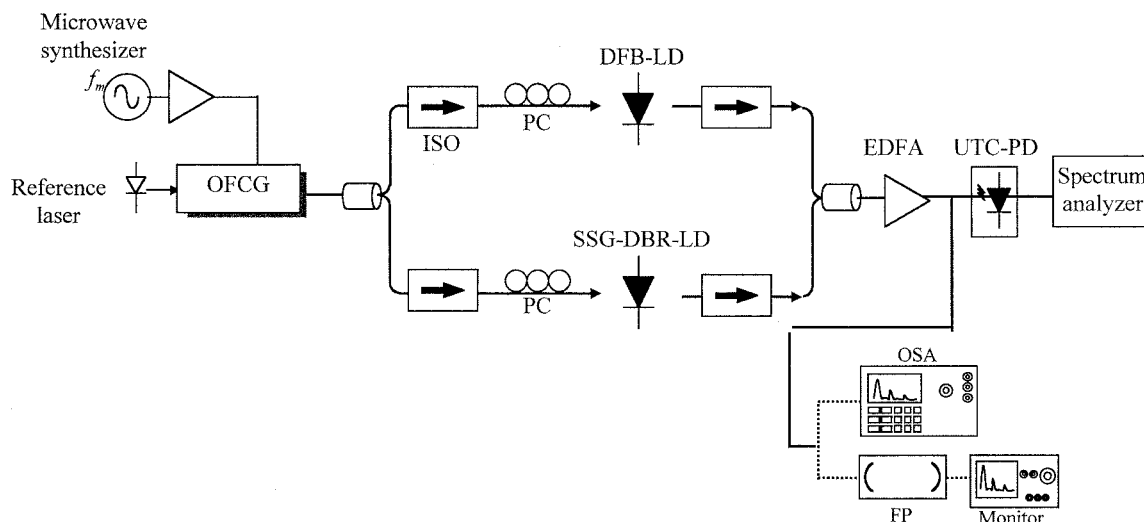 Microwave
synthesizer
fm
DFB-LD
ISO
PC
EDFA
UTC-PD
Reference
laser
OFCG
Spectrum
analyzer
SSG-DBR-LD
PC
OSA
FP
Monitor